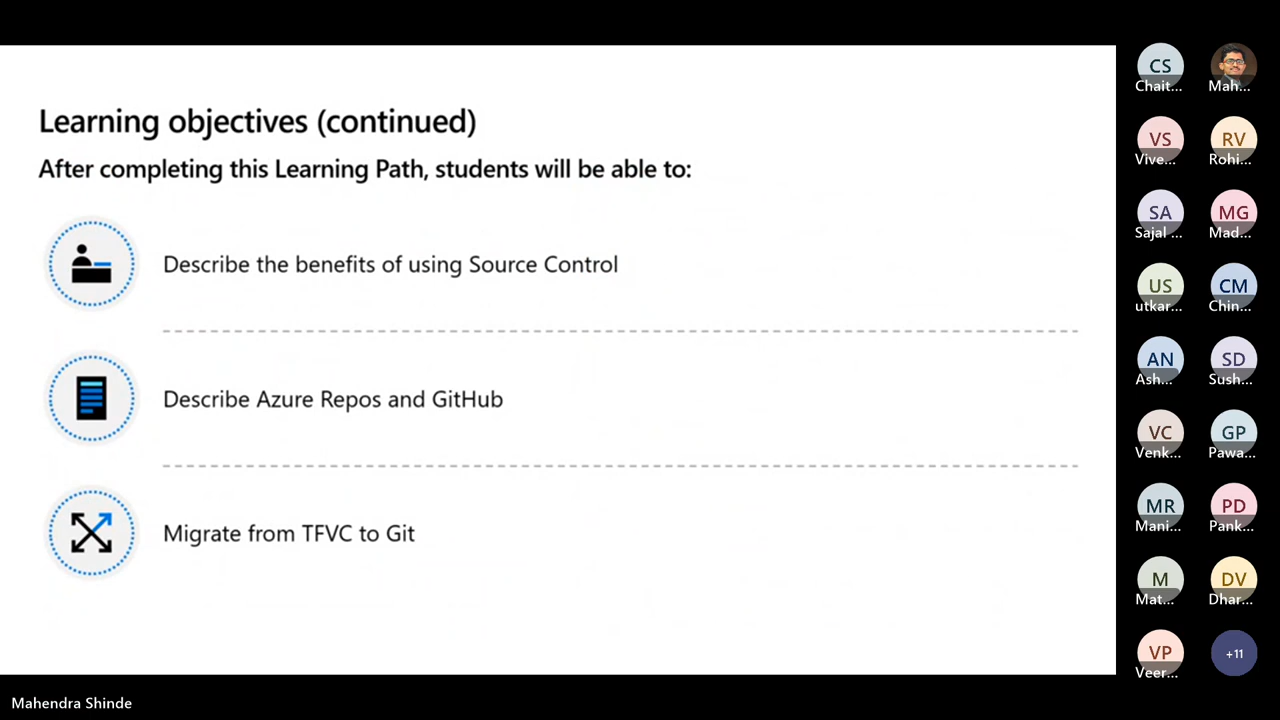 Learning objectives (continued)
After completing this Learning Path, students will be able to:
Describe the benefits of using Source Control
Describe Azure Repos and GitHub
Migrate from TFVC to Git
CS
Chait...
Mah...
VS
Vive...
RV
Rohi...
SA
Sajal ...
MG
Mad...
US
utkar...
CM
Chin...
AN
Ash...
SD
Sush...
VC
Venk...
GP
Pawa...
MR
Mani...
PD
Pank...
M
Mat...
DV
Dhar...
VP
Veer...
+11
Mahendra Shinde